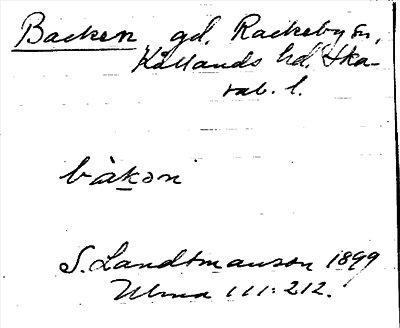 Backen gd. Rackeby sn,
Kållands hd. Ska-
rab. l.
bàkən
S. Landtmanson 1899
Ulma 111:212.